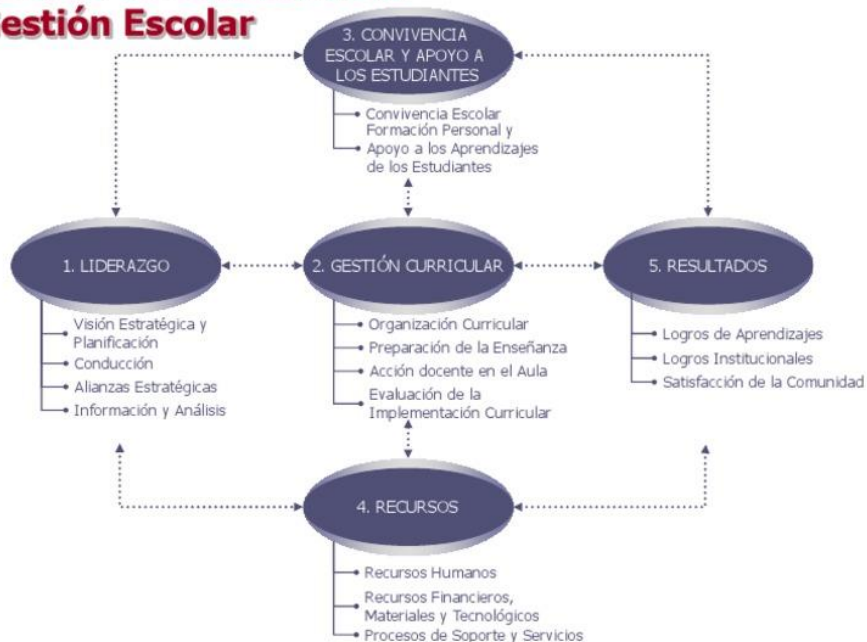 estión Escolar
3. CONVIVENCIA
ESCOLAR Y APOYO A
LOS ESTUDIANTES
Convivencia Escolar
Formación Personal y
Apoyo a los Aprendizajes
de los Estudiantes
1. LIDERAZGO
Visión Estratégica y
Planificación
Conducción
Alianzas Estratégicas
Información y Análisis
2. GESTIÓN CURRICULAR
Organización Curricular
Preparación de la Enseñanza
Acción docente en el Aula
Evaluación de la
Implementación Curricular
5. RESULTADOS
Logros de Aprendizajes
Logros Institucionales
Satisfacción de la Comunidad
4. RECURSOS
Recursos Humanos
Recursos Financieros,
Materiales y Tecnológicos
Procesos de Soporte y Servicios